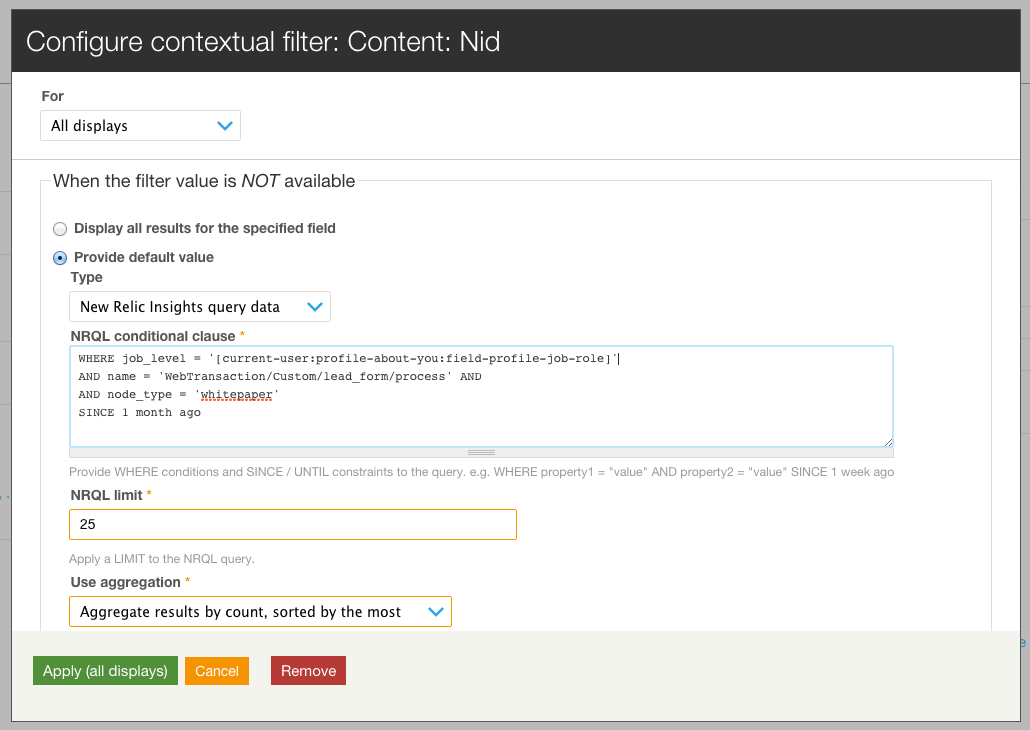 Configure contextual filter: Content: Nid
For
All displays
When the filter value is NOT available
Display all results for the specified field
Provide default value
Type
New Relic Insights query data
NRQL conditional clause *
WHERE job_level = '[current-user:profile-about-you:field-profile-job-role]'
AND name = 'WebTransaction/Custom/lead_form/process' AND
AND node_type = 'whitepaper'
SINCE 1 month ago
Provide WHERE conditions and SINCE / UNTIL constraints to the query. e.g. WHERE property1 = "value" AND property2 = "value" SINCE 1 week ago
NRQL limit *
25
Apply a LIMIT to the NRQL query.
Use aggregation *
Aggregate results by count, sorted by the most
Apply (all displays)
Cancel
Remove